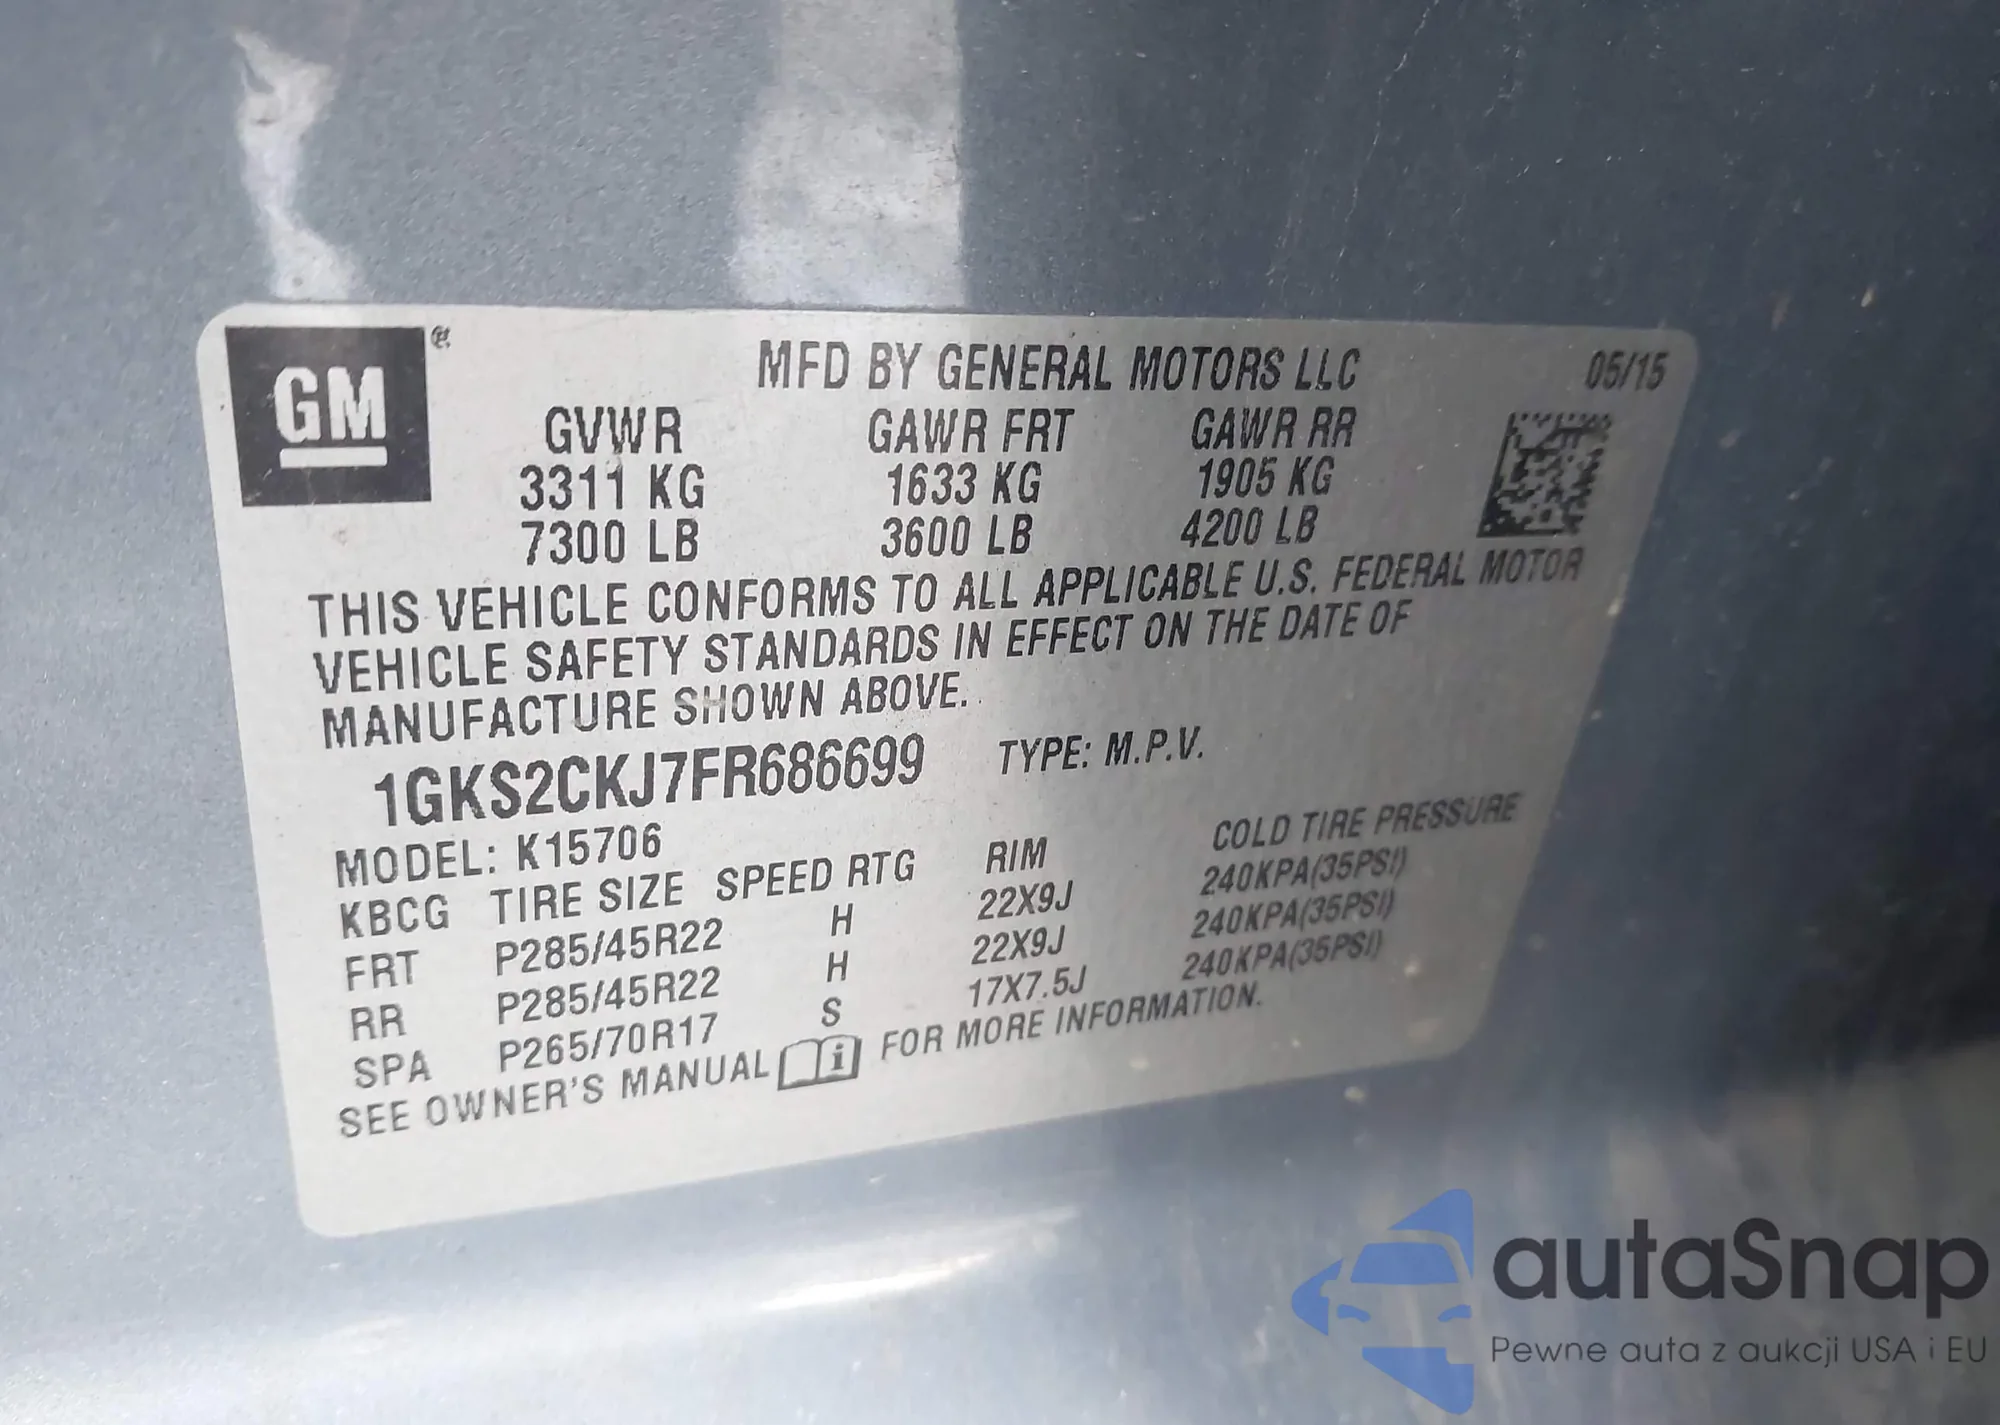 GM
MFD BY GENERAL MOTORS LLC 05/15
GVWR GAWR FRT GAWR RR
3311 KG 1633 KG 1905 KG
7300 LB 3600 LB 4200 LB
THIS VEHICLE CONFORMS TO ALL APPLICABLE U.S. FEDERAL MOTOR
VEHICLE SAFETY STANDARDS IN EFFECT ON THE DATE OF
MANUFACTURE SHOWN ABOVE.
1GKS2CKJ7FR686699 TYPE: M.P.V.
MODEL: K15706
KBCG TIRE SIZE SPEED RTG RIM COLD TIRE PRESSURE
FRT P285/45R22 H 22X9J 240KPA(35PSI)
RR P285/45R22 H 22X9J 240KPA(35PSI)
SPA P265/70R17 S 17X7.5J 240KPA(35PSI)
SEE OWNER'S MANUAL i FOR MORE INFORMATION.
autaSnap
Pewne auta z aukcji USA i EU